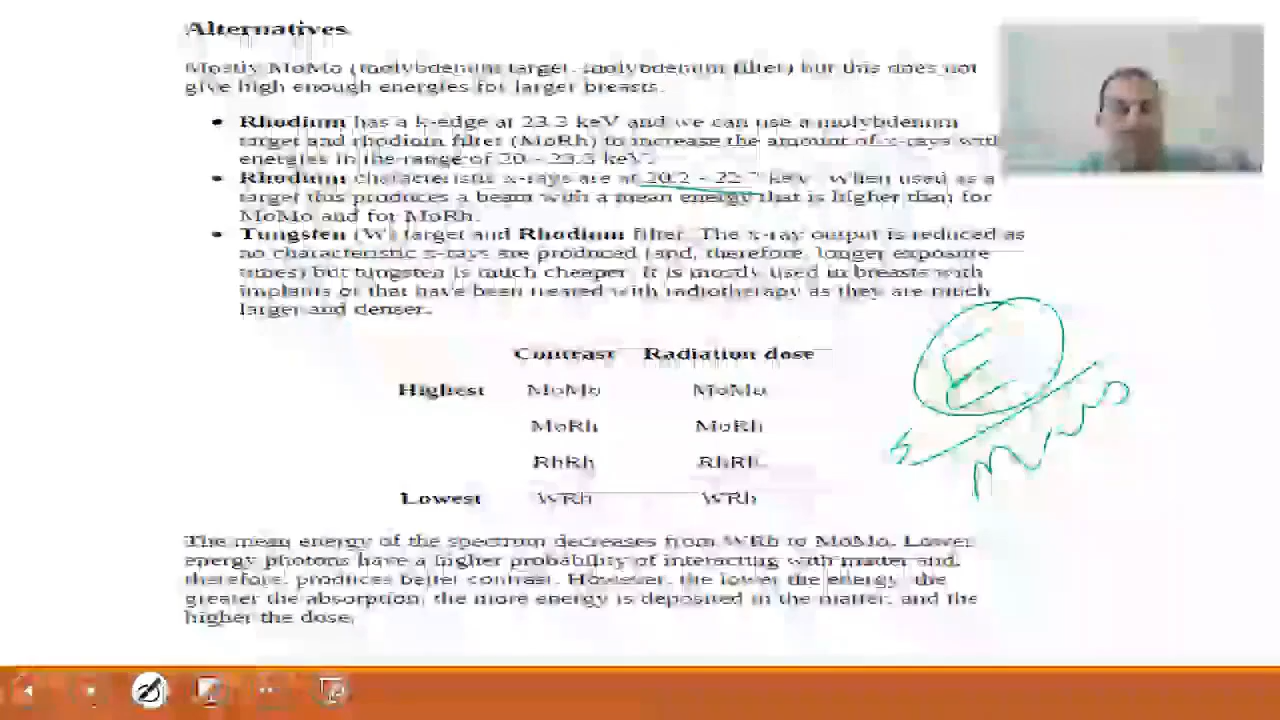 Alternatives
Mostly MoMo (molybdenum target, molybdenum filter) but this does not
give high enough energies for larger breasts.
• Rhodium has a k-edge at 23.3 keV and we can use a molybdenum
target and rhodium filter (MoRh) to increase the amount of x-rays with
energies in the range of 20 - 23.3 keV.
• Rhodium characteristic x-rays are at 20.2 - 22.7 keV. When used as a
target this produces a beam with a mean energy that is higher than for
MoMo and for MoRh.
• Tungsten (W) target and Rhodium filter. The x-ray output is reduced as
no characteristic x-rays are produced (and, therefore, longer exposure
times) but tungsten is much cheaper. It is mostly used in breasts with
implants or that have been treated with radiotherapy as they are much
larger and denser.
Contrast Radiation dose
Highest MoMo MoMo
MoRh MoRh
RhRh RhRh
Lowest WRh WRh
E
The mean energy of the spectrum decreases from WRh to MoMo. Lower
energy photons have a higher probability of interacting with matter and,
therefore, produces better contrast. However, the lower the energy, the
greater the absorption, the more energy is deposited in the matter, and the
higher the dose.